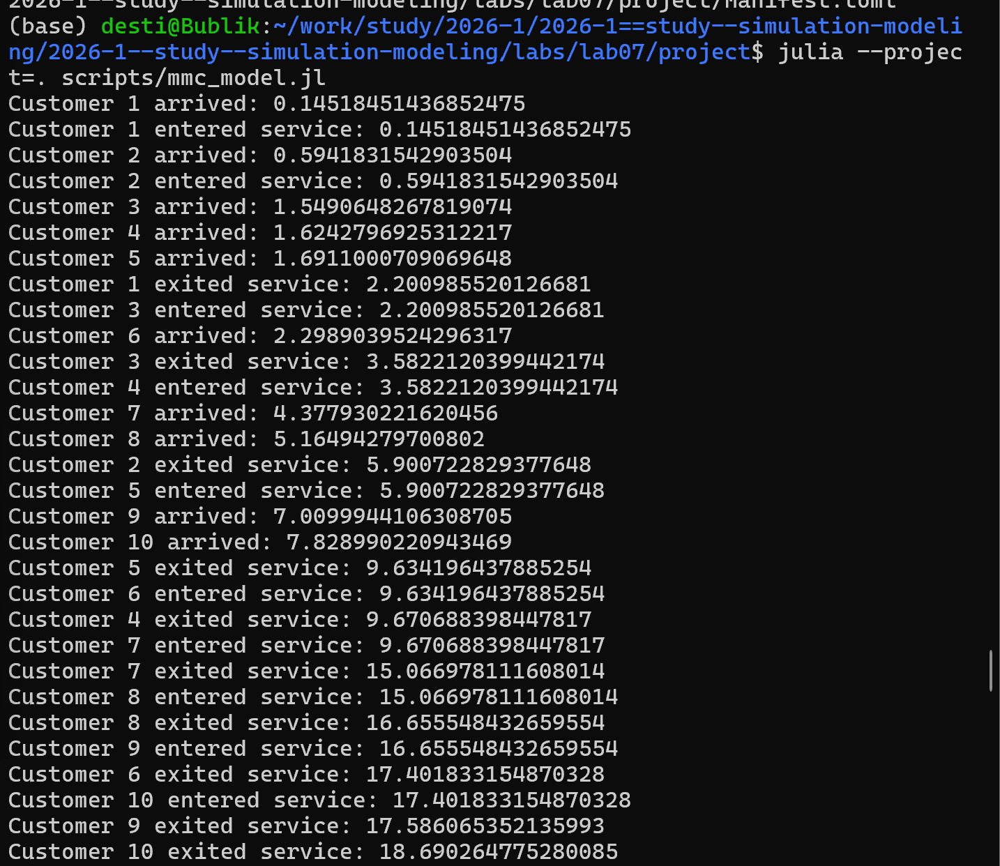 2026-1--study--simulation-modeling/labs/lab07/project/Manifest.toml
(base) desti@Bublik:~/work/study/2026-1/2026-1==study--simulation-modeli
ng/2026-1--study--simulation-modeling/labs/lab07/project$ julia --projec
t=. scripts/mmc_model.jl
Customer 1 arrived: 0.14518451436852475
Customer 1 entered service: 0.14518451436852475
Customer 2 arrived: 0.5941831542903504
Customer 2 entered service: 0.5941831542903504
Customer 3 arrived: 1.5490648267819074
Customer 4 arrived: 1.6242796925312217
Customer 5 arrived: 1.6911000709069648
Customer 1 exited service: 2.200985520126681
Customer 3 entered service: 2.200985520126681
Customer 6 arrived: 2.2989039524296317
Customer 3 exited service: 3.5822120399442174
Customer 4 entered service: 3.5822120399442174
Customer 7 arrived: 4.377930221620456
Customer 8 arrived: 5.16494279700802
Customer 2 exited service: 5.900722829377648
Customer 5 entered service: 5.900722829377648
Customer 9 arrived: 7.0099944106308705
Customer 10 arrived: 7.828990220943469
Customer 5 exited service: 9.634196437885254
Customer 6 entered service: 9.634196437885254
Customer 4 exited service: 9.670688398447817
Customer 7 entered service: 9.670688398447817
Customer 7 exited service: 15.066978111608014
Customer 8 entered service: 15.066978111608014
Customer 8 exited service: 16.655548432659554
Customer 9 entered service: 16.655548432659554
Customer 6 exited service: 17.401833154870328
Customer 10 entered service: 17.401833154870328
Customer 9 exited service: 17.586065352135993
Customer 10 exited service: 18.690264775280085